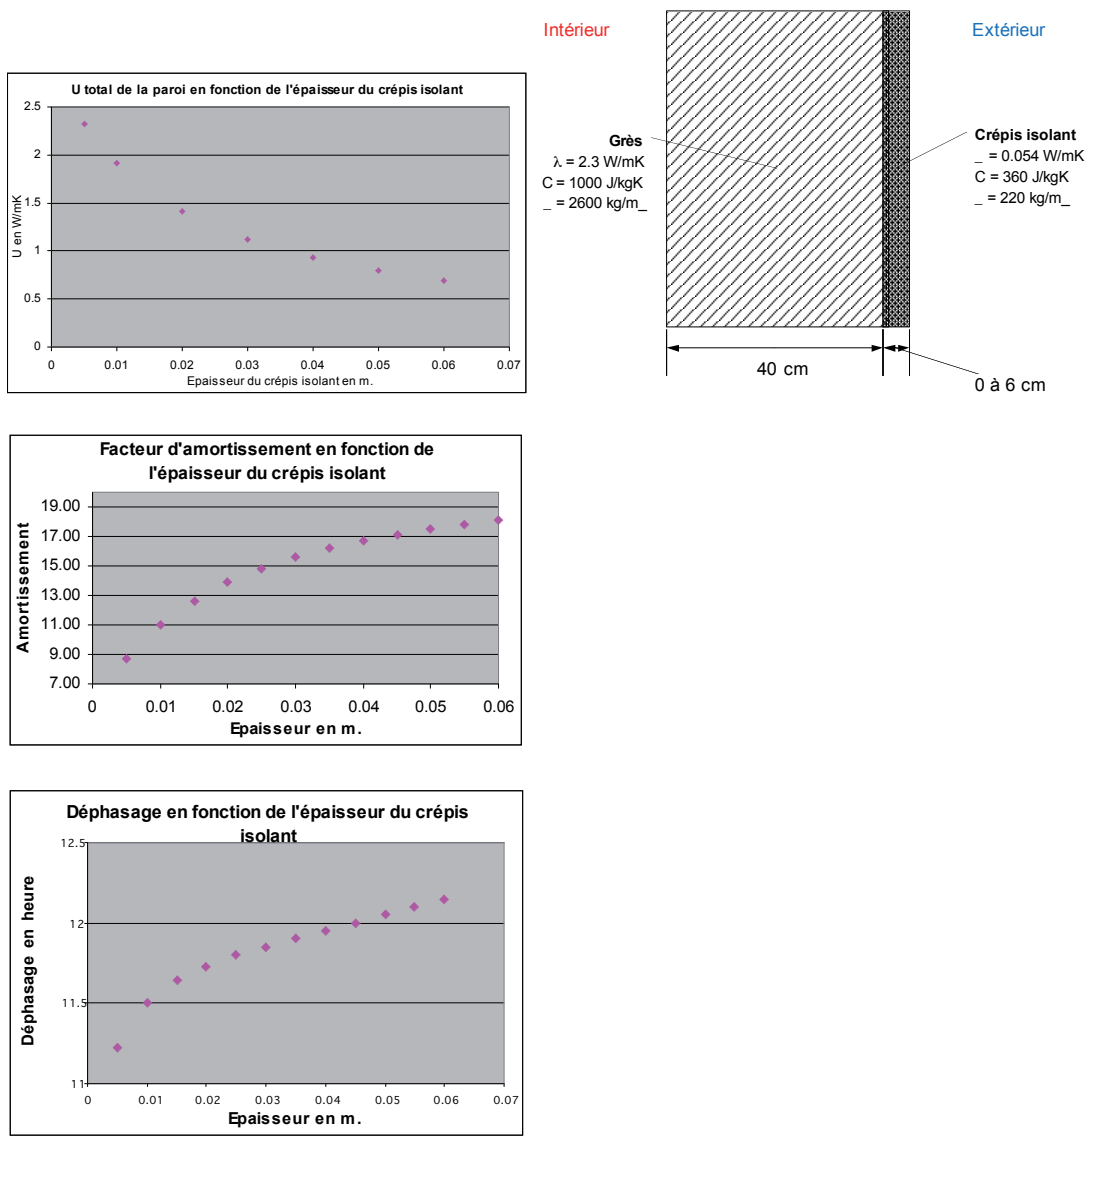 Intérieur
Extérieur
U total de la paroi en fonction de l'épaisseur du crépis isolant
U en W/mK
2.5
2
1.5
1
0.5
0
0 0.01 0.02 0.03 0.04 0.05 0.06 0.07
Epaisseur du crépis isolant en m.
Grès
λ = 2.3 W/mK
C = 1000 J/kgK
_ = 2600 kg/m_
Crépis isolant
_ = 0.054 W/mK
C = 360 J/kgK
_ = 220 kg/m_
40 cm
0 à 6 cm
Facteur d'amortissement en fonction de
l'épaisseur du crépis isolant
Amortissement
19.00
17.00
15.00
13.00
11.00
9.00
7.00
0 0.01 0.02 0.03 0.04 0.05 0.06
Epaisseur en m.
Déphasage en fonction de l'épaisseur du crépis
isolant
Déphasage en heure
12.5
12
11.5
11
0 0.01 0.02 0.03 0.04 0.05 0.06 0.07
Epaisseur en m.